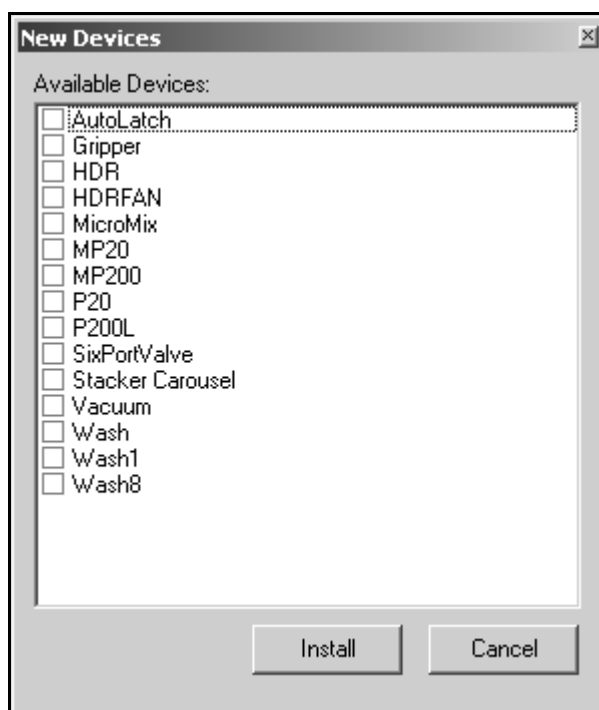 New Devices
Available Devices:
AutoLatch
Gripper
HDR
HDRFAN
MicroMix
MP20
MP200
P20
P200L
SixPortValve
Stacker Carousel
Vacuum
Wash
Wash1
Wash8
Install Cancel